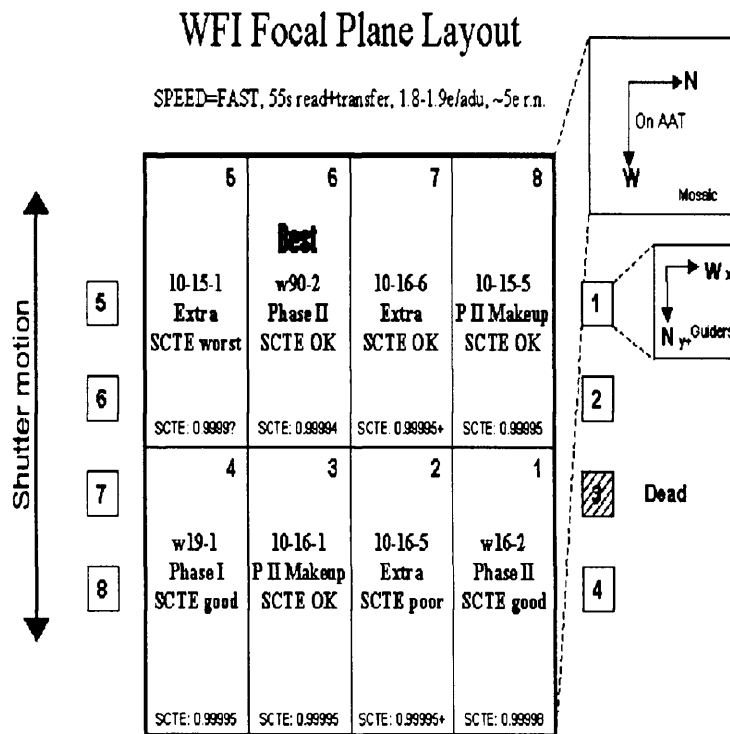 WFI Focal Plane Layout
SPEED=FAST, 55s read+transfer, 1.8-1.9e/adu, ~5e r.n.
N
On AAT
W
Mosaic
W x
N y+ Guiders
Shutter motion
5
6
7
8
5
Best
10-15-1
Extra
SCTE worst
SCTE: 0.9999?
6
w90-2
Phase II
SCTE OK
SCTE: 0.99994
7
10-16-6
Extra
SCTE OK
SCTE: 0.99995+
8
10-15-5
P II Makeup
SCTE OK
SCTE: 0.99995
4
w19-1
Phase I
SCTE good
SCTE: 0.99995
3
10-16-1
P II Makeup
SCTE OK
SCTE: 0.99995
2
10-16-5
Extra
SCTE poor
SCTE: 0.99995+
1
w16-2
Phase II
SCTE good
SCTE: 0.99998
1
2
3 Dead
4